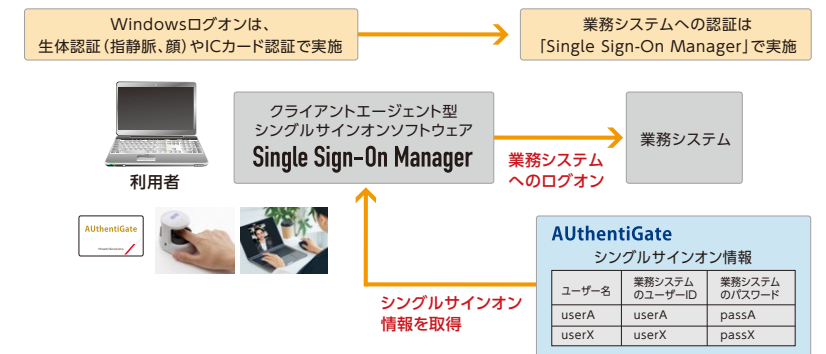 Windowsログオンは、
生体認証（指静脈、顔）やICカード認証で実施
業務システムへの認証は
「Single Sign-On Manager」で実施
クライアントエージェント型
シングルサインオンソフトウェア
Single Sign-On Manager
業務システム
へのログオン
業務システム
利用者
AUthentiGate
AUthentiGate
シングルサインオン情報
ユーザー名
業務システム
のユーザーID
業務システム
のパスワード
userA userA passA
userX userX passX
シングルサインオン
情報を取得